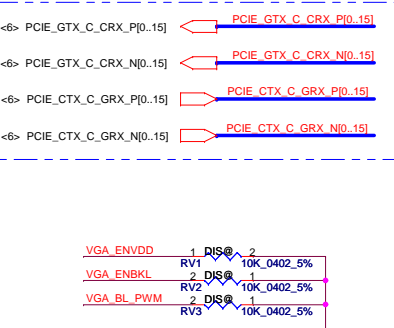 <6> PCIE_GTX_C_CRX_P[0..15] PCIE_GTX_C_CRX_P[0..15]
<6> PCIE_GTX_C_CRX_N[0..15] PCIE_GTX_C_CRX_N[0..15]
<6> PCIE_CTX_C_GRX_P[0..15] PCIE_CTX_C_GRX_P[0..15]
<6> PCIE_CTX_C_GRX_N[0..15] PCIE_CTX_C_GRX_N[0..15]
VGA_ENVDD 1 DIS@ 2
RV1 10K_0402_5%
VGA_ENBKL 2 DIS@ 1
RV2 10K_0402_5%
VGA_BL_PWM 2 DIS@ 1
RV3 10K_0402_5%